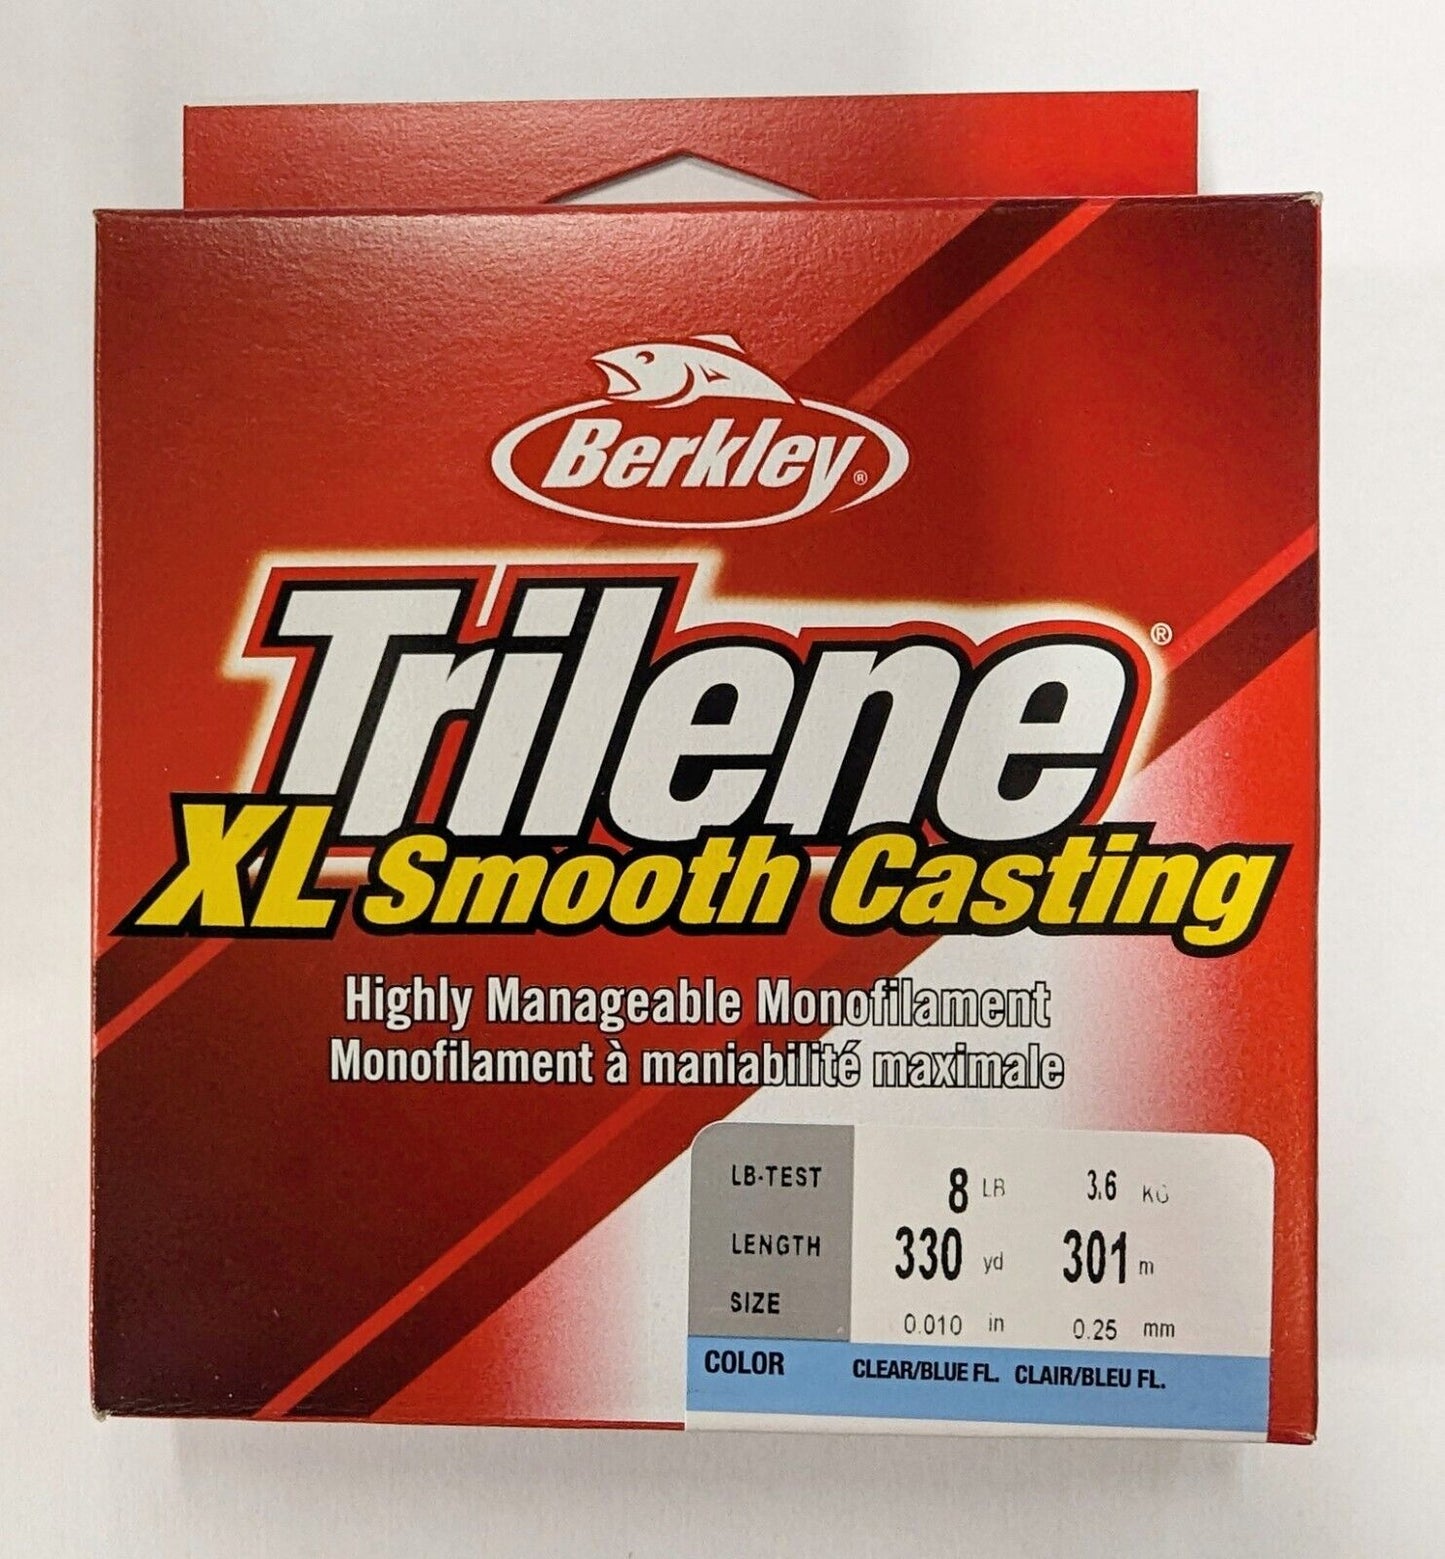 Berkley®
Trilene®
XL Smooth Casting
Highly Manageable Monofilament
Monofilament à maniabilité maximale
LB-TEST 8 LB 3.6 KG
LENGTH 330 yd 301 m
SIZE 0.010 in 0.25 mm
COLOR CLEAR/BLUE FL. CLAIR/BLEU FL.